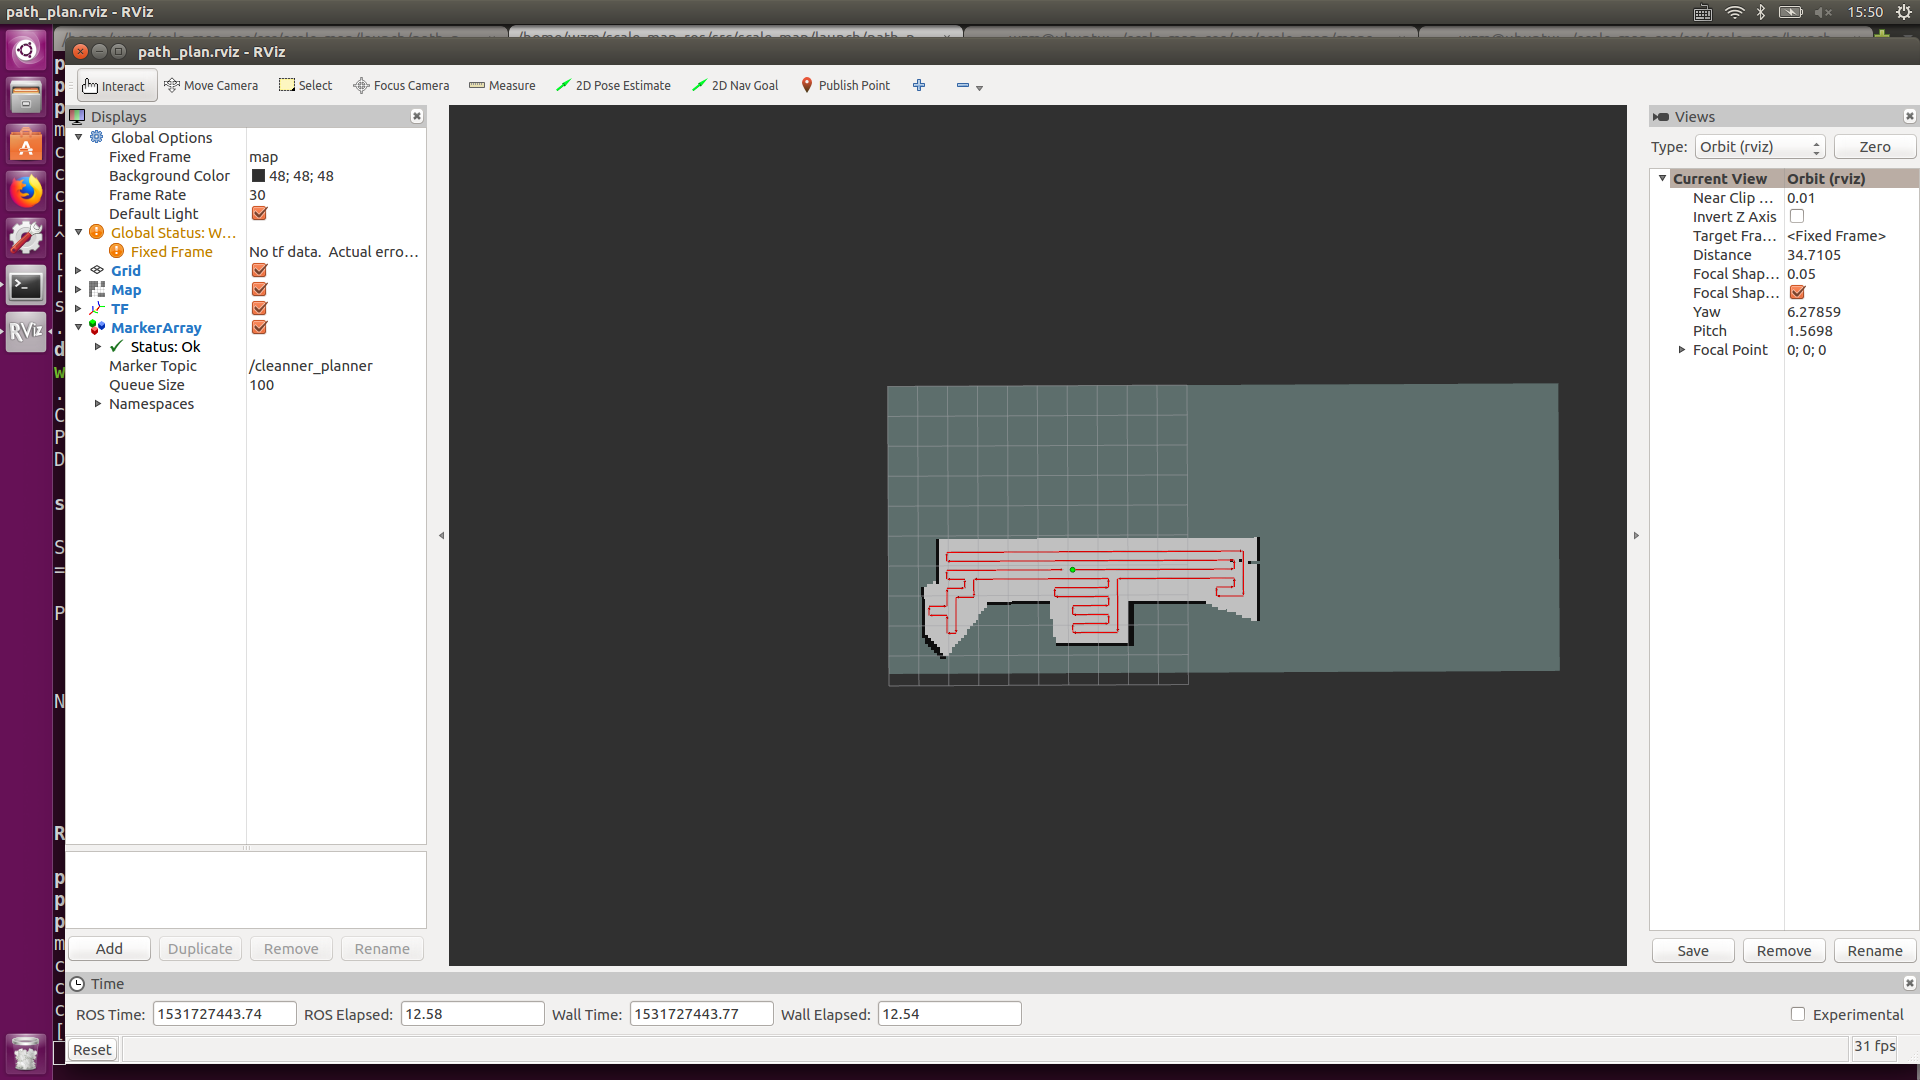 path_plan.rviz - RViz
15:50
path_plan.rviz - RViz
Interact Move Camera Select Focus Camera Measure 2D Pose Estimate 2D Nav Goal Publish Point
Displays
Global Options
Fixed Frame map
Background Color 48; 48; 48
Frame Rate 30
Default Light
Global Status: W...
Fixed Frame No tf data. Actual erro...
Grid
Map
TF
MarkerArray
Status: Ok
Marker Topic /cleanner_planner
Queue Size 100
Namespaces
Add Duplicate Remove Rename
Views
Type: Orbit (rviz) Zero
Current View Orbit (rviz)
Near Clip ... 0.01
Invert Z Axis
Target Fra... <Fixed Frame>
Distance 34.7105
Focal Shap... 0.05
Focal Shap...
Yaw 6.27859
Pitch 1.5698
Focal Point 0; 0; 0
Save Remove Rename
Time
ROS Time: 1531727443.74 ROS Elapsed: 12.58 Wall Time: 1531727443.77 Wall Elapsed: 12.54 Experimental
Reset 31 fps
RViz